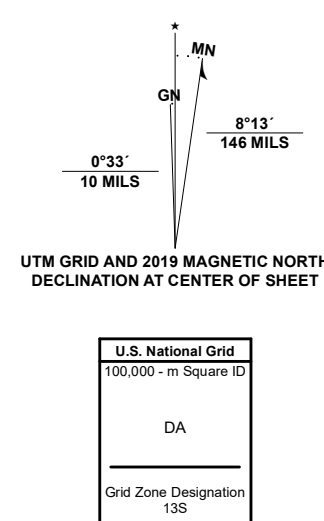 ★
MN
GN
8°13´
146 MILS
0°33´
10 MILS
UTM GRID AND 2019 MAGNETIC NORTH
DECLINATION AT CENTER OF SHEET
U.S. National Grid
100,000 - m Square ID
DA
Grid Zone Designation
13S